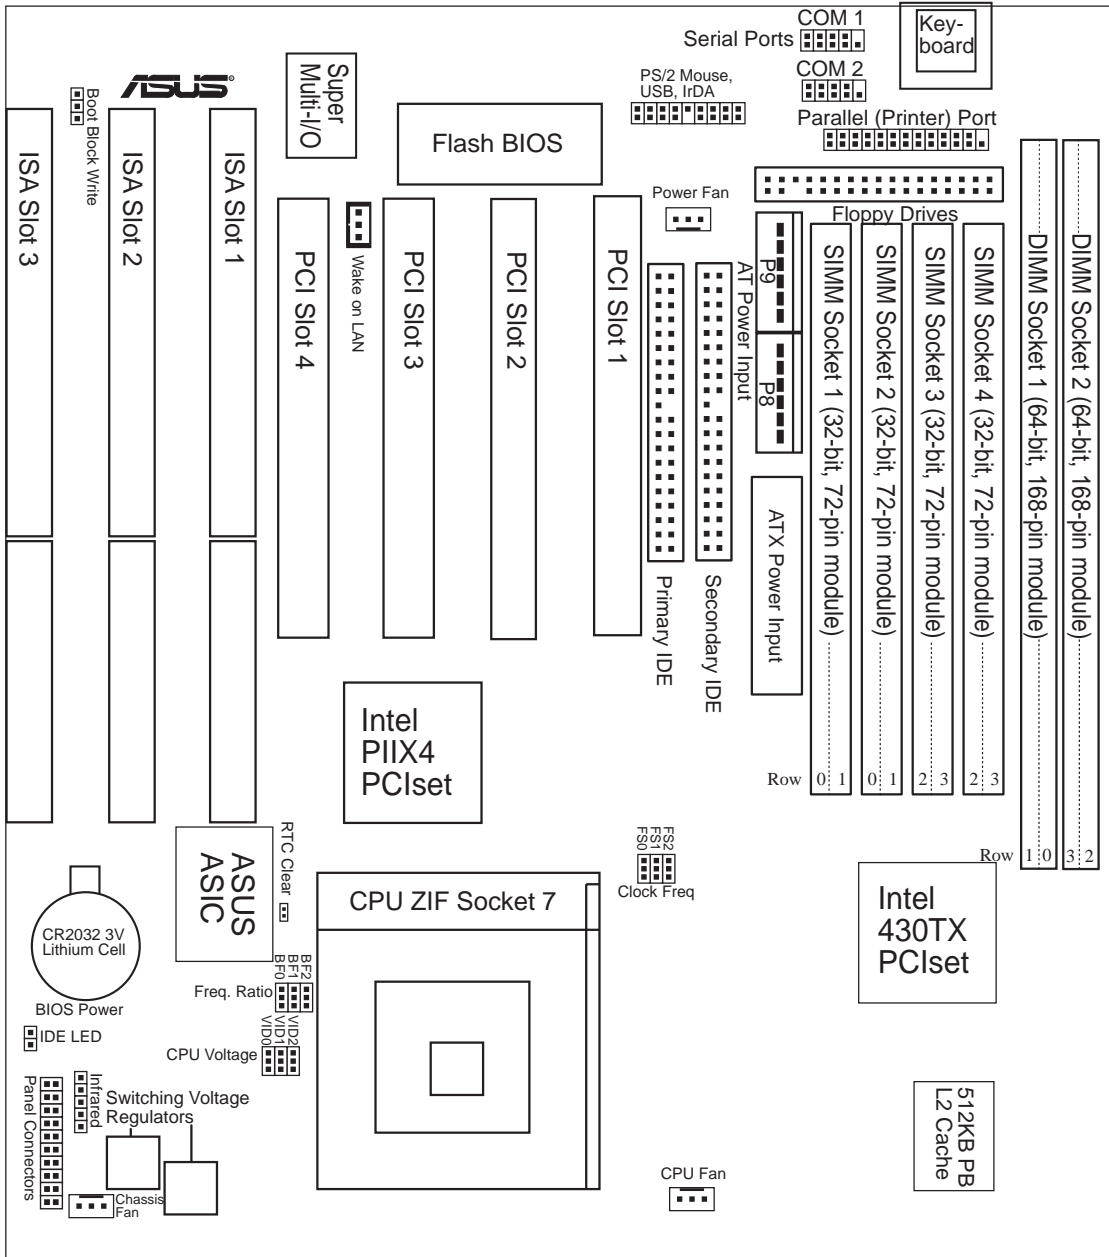 COM 1
Serial Ports
Key-
board
ASUS
Super
Multi-I/O
PS/2 Mouse,
USB, IrDA
COM 2
Parallel (Printer) Port
Boot Block Write
Flash BIOS
ISA Slot 3
ISA Slot 2
ISA Slot 1
Power Fan
Floppy Drives
PCI Slot 4
Wake on LAN
PCI Slot 3
PCI Slot 2
PCI Slot 1
AT Power Input
P9
P8
SIMM Socket 1 (32-bit, 72-pin module)
SIMM Socket 2 (32-bit, 72-pin module)
SIMM Socket 3 (32-bit, 72-pin module)
SIMM Socket 4 (32-bit, 72-pin module)
DIMM Socket 1 (64-bit, 168-pin module)
DIMM Socket 2 (64-bit, 168-pin module)
ATX Power Input
Primary IDE
Secondary IDE
Intel
PIIX4
PCIset
Row 0 1 0 1 2 3 2 3
Row 1 0 3 2
RTC Clear
ASUS
ASIC
FS0
FS1
FS2
Clock Freq
CPU ZIF Socket 7
Intel
430TX
PCIset
CR2032 3V
Lithium Cell
BIOS Power
BF0
BF1
BF2
Freq. Ratio
IDE LED
VID0
VID1
VID2
CPU Voltage
Panel Connectors
Infrared
Switching Voltage
Regulators
512KB PB
L2 Cache
CPU Fan
Chassis
Fan